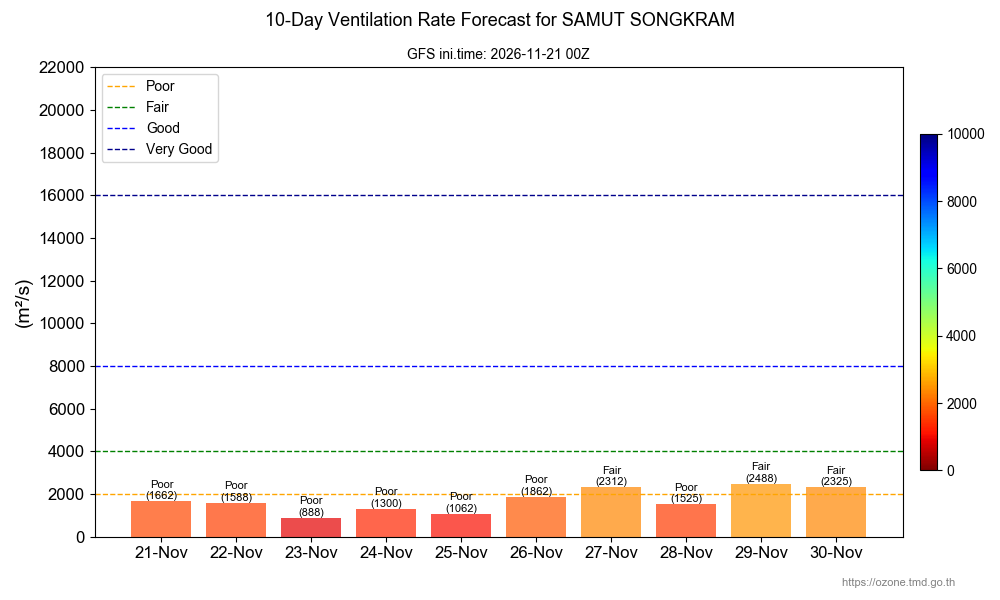 10-Day Ventilation Rate Forecast for SAMUT SONGKRAM
GFS ini.time: 2026-11-21 00Z
(m²/s)
22000
20000
18000
16000
14000
12000
10000
8000
6000
4000
2000
0
Poor
Fair
Good
Very Good
Poor
(1662)
Poor
(1588)
Poor
(888)
Poor
(1300)
Poor
(1062)
Poor
(1862)
Fair
(2312)
Poor
(1525)
Fair
(2488)
Fair
(2325)
21-Nov
22-Nov
23-Nov
24-Nov
25-Nov
26-Nov
27-Nov
28-Nov
29-Nov
30-Nov
10000
8000
6000
4000
2000
0
https://ozone.tmd.go.th